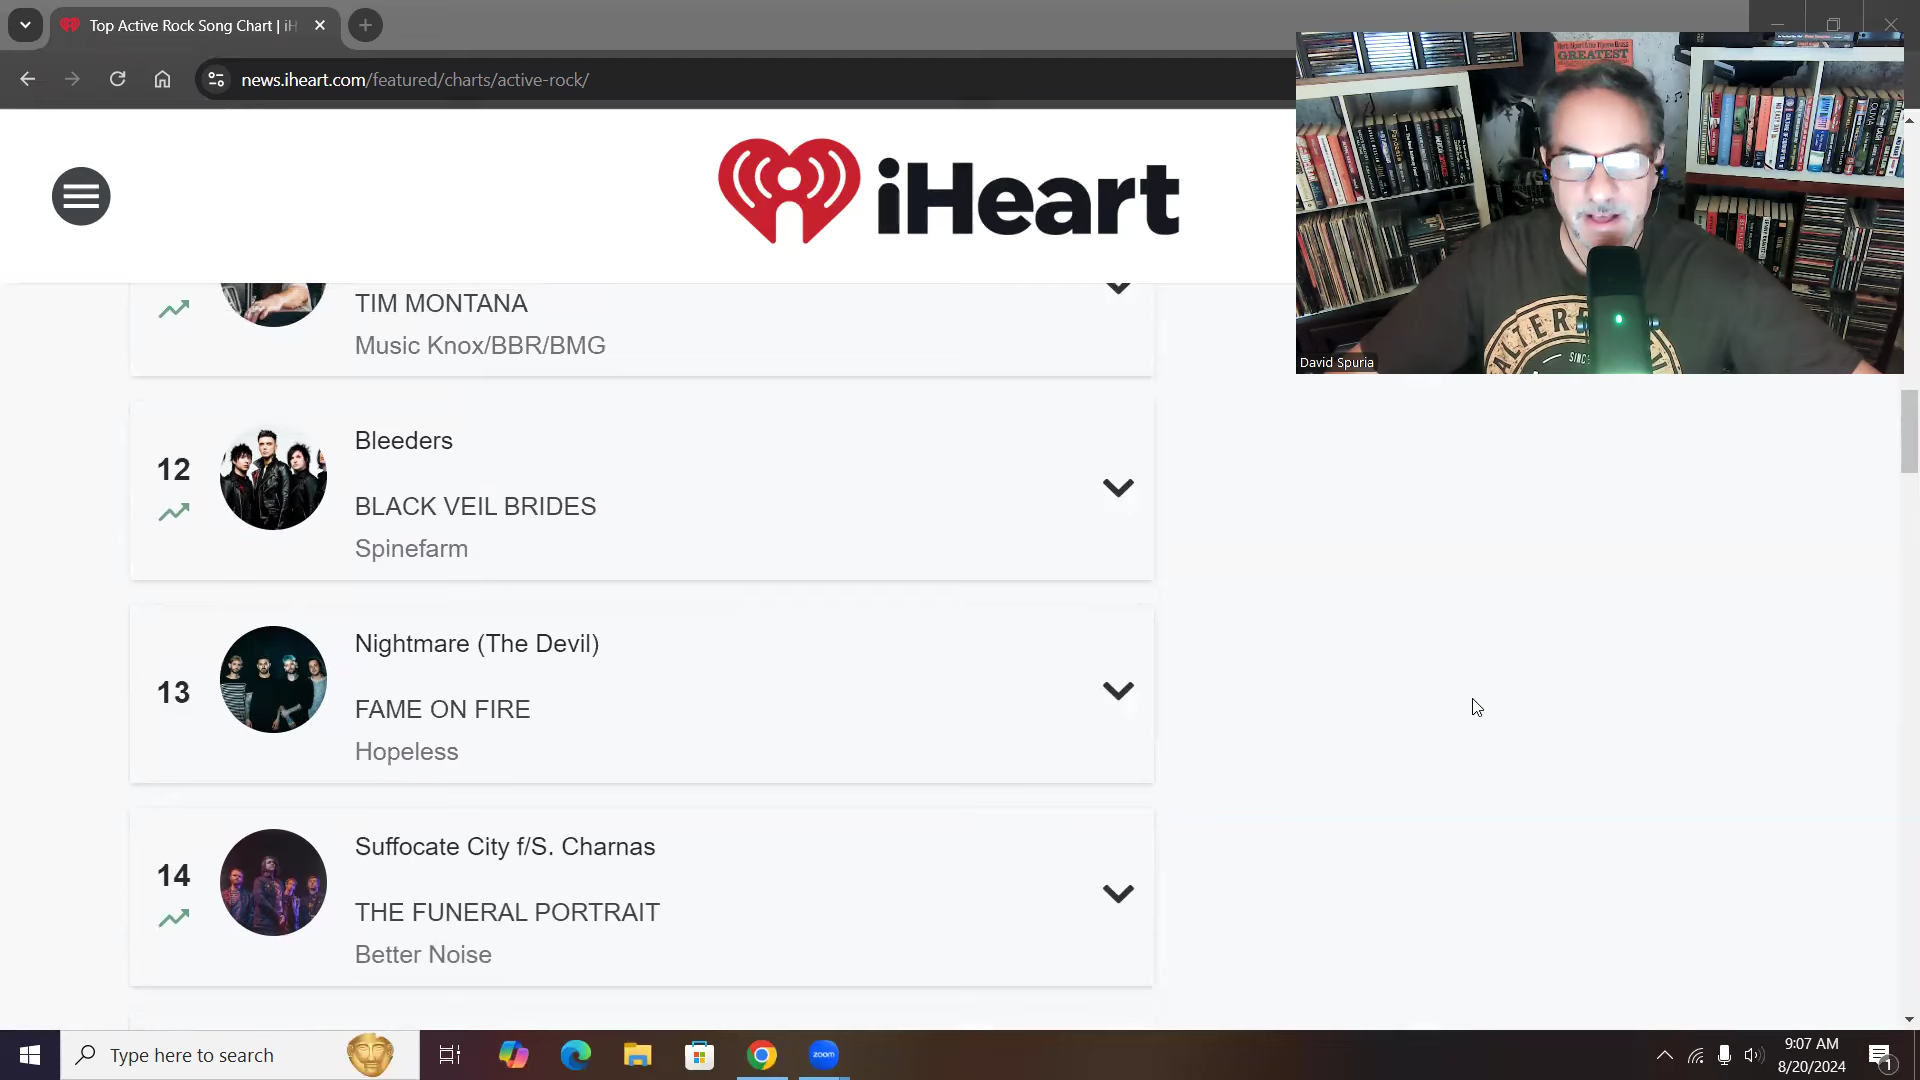 Top Active Rock Song Chart | iH
news.iheart.com/featured/charts/active-rock/
iHeart
GREATEST
David Spuria
TIM MONTANA
Music Knox/BBR/BMG
12
Bleeders
BLACK VEIL BRIDES
Spinefarm
13
Nightmare (The Devil)
FAME ON FIRE
Hopeless
14
Suffocate City f/S. Charnas
THE FUNERAL PORTRAIT
Better Noise
Type here to search
zoom
9:07 AM
8/20/2024
1